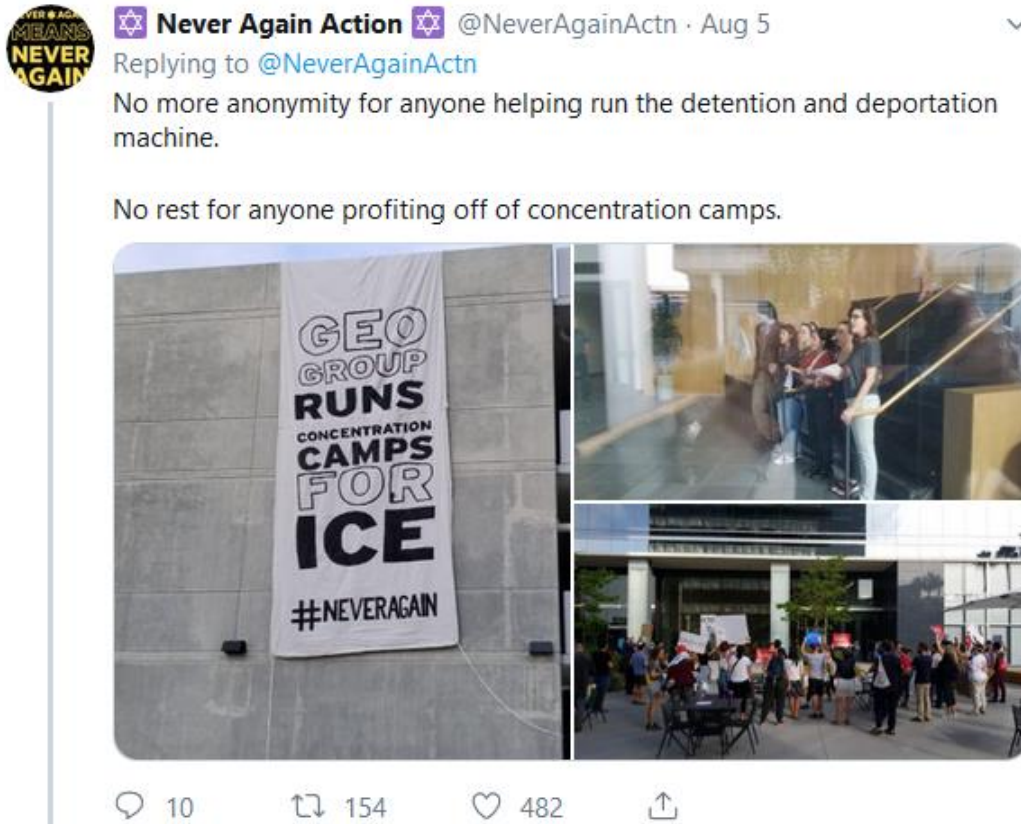 MEANS
NEVER
AGAIN
Never Again Action @NeverAgainActn · Aug 5
Replying to @NeverAgainActn
No more anonymity for anyone helping run the detention and deportation
machine.
No rest for anyone profiting off of concentration camps.
GEO
GROUP
RUNS
CONCENTRATION
CAMPS
FOR
ICE
#NEVERAGAIN
10 154 482